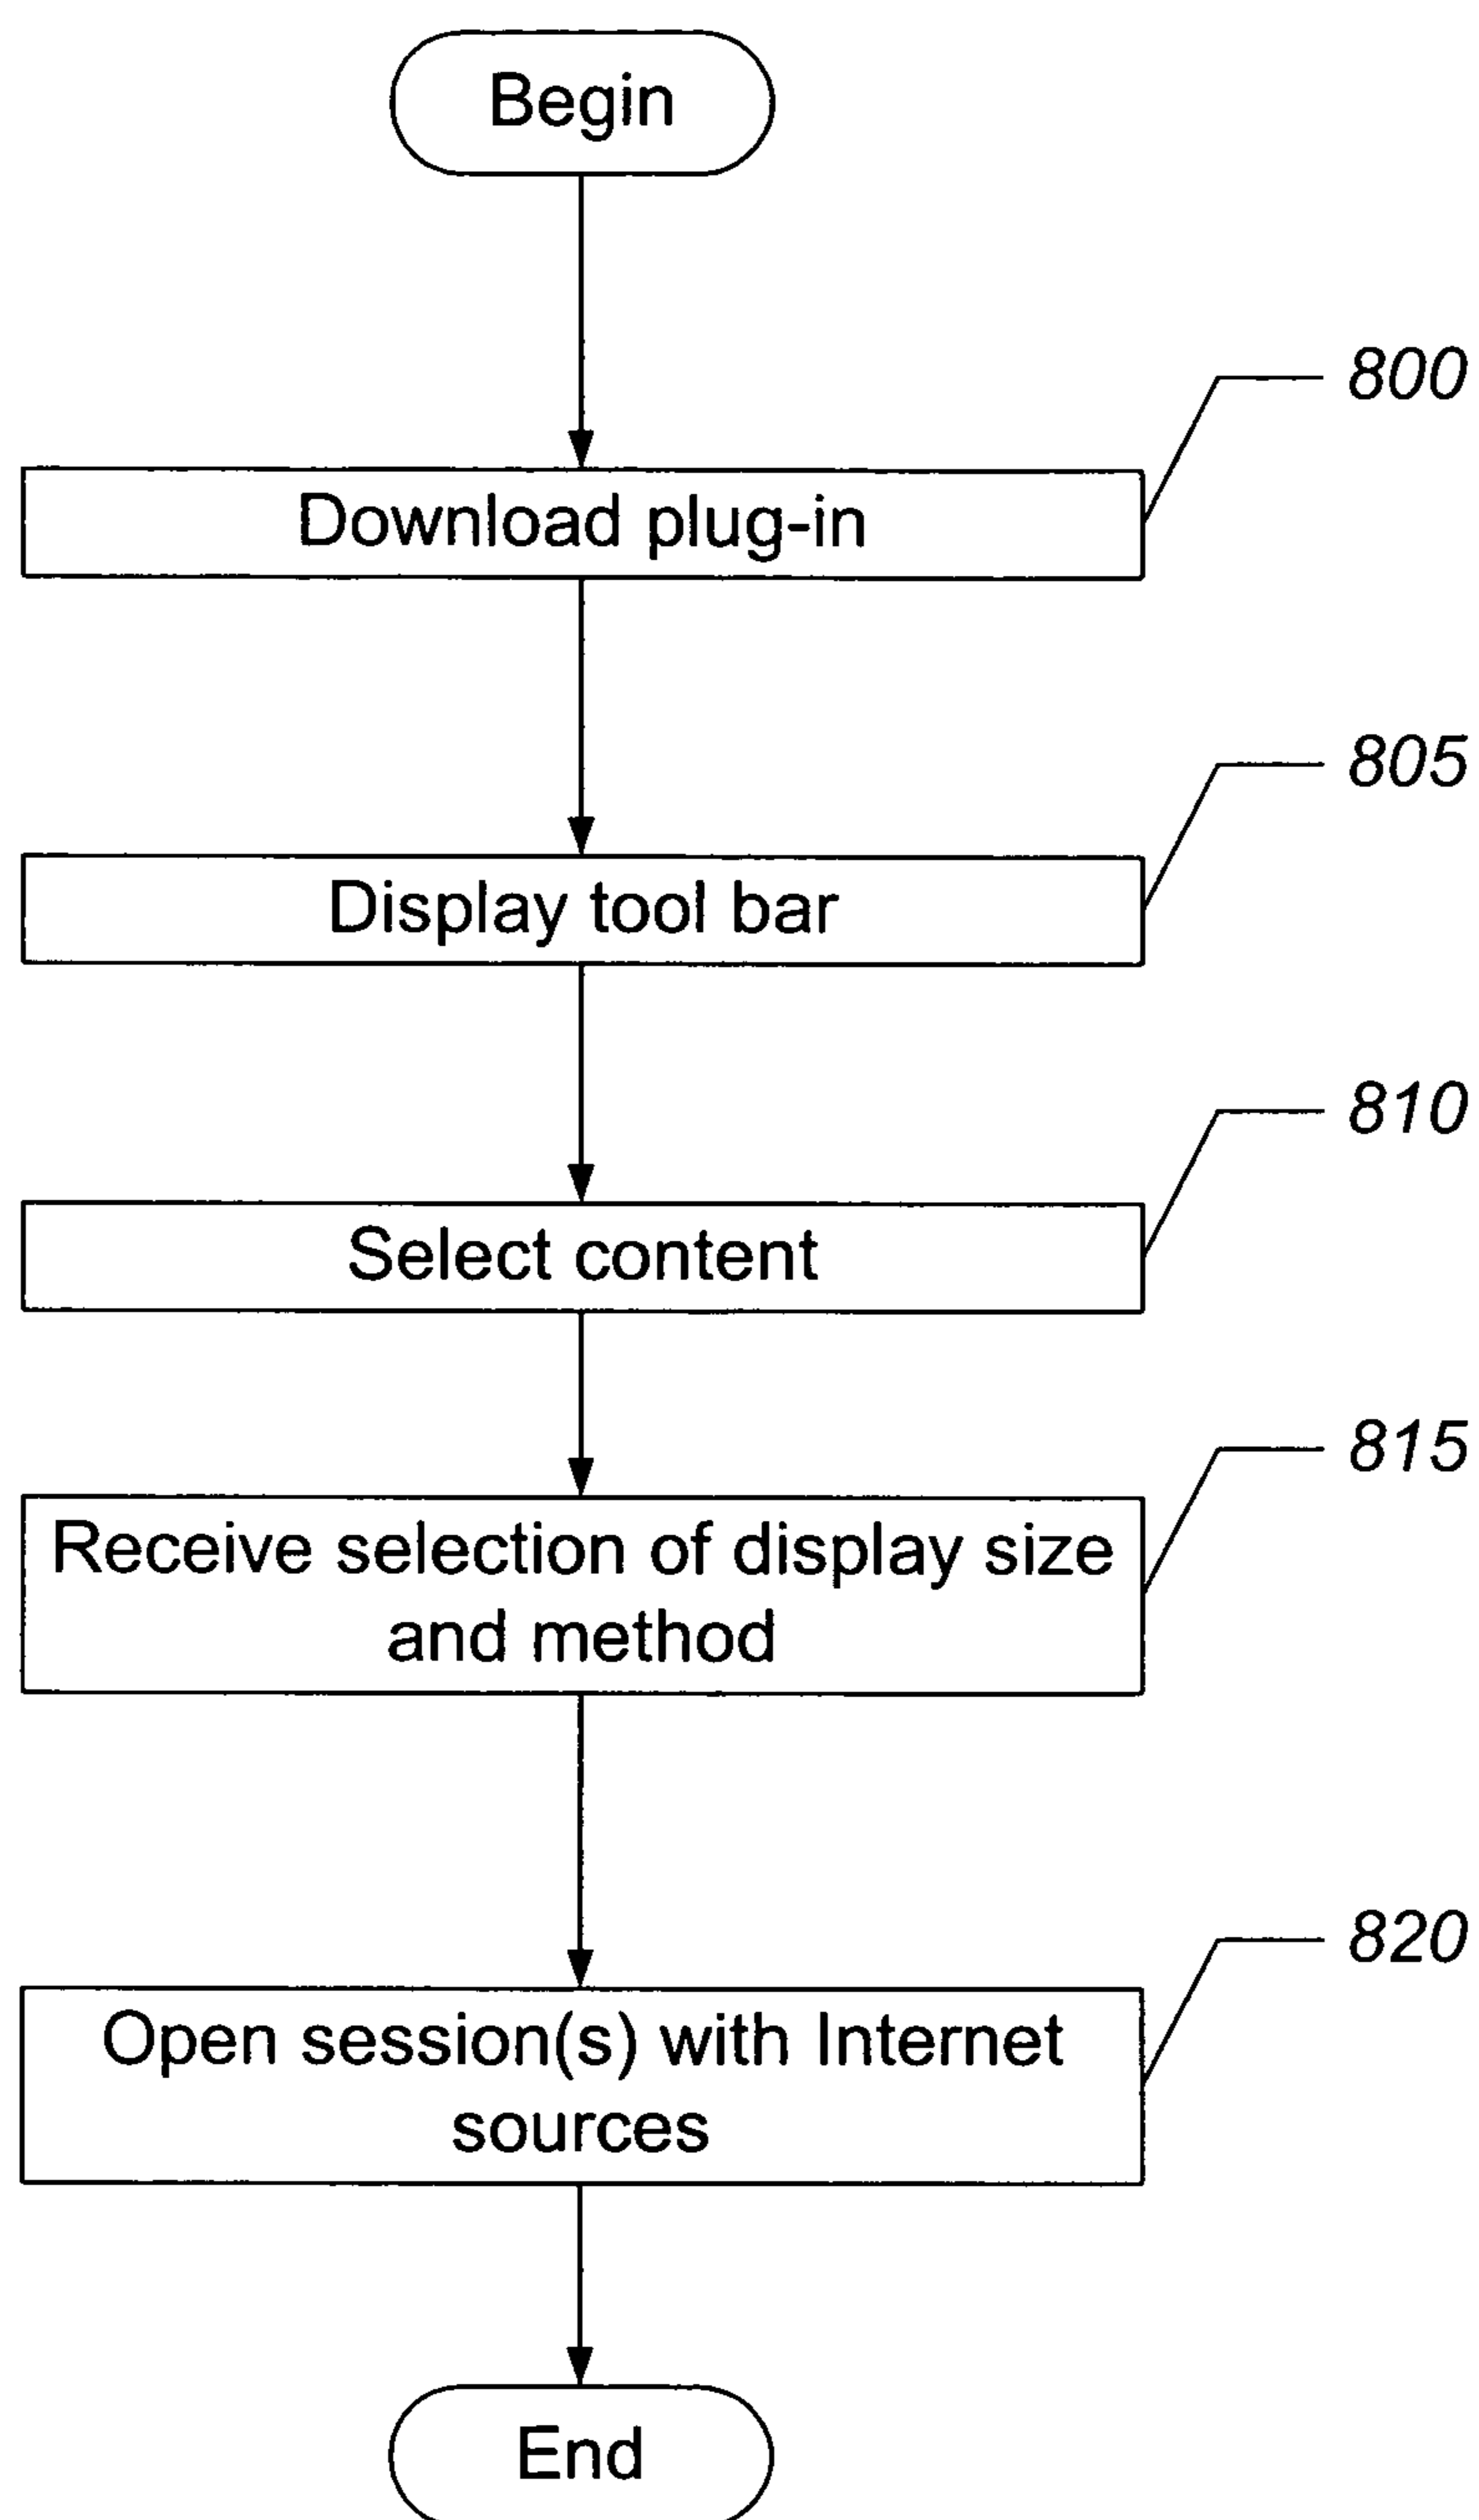 Begin
800
Download plug-in
805
Display tool bar
810
Select content
815
Receive selection of display size
and method
820
Open session(s) with Internet
sources
End